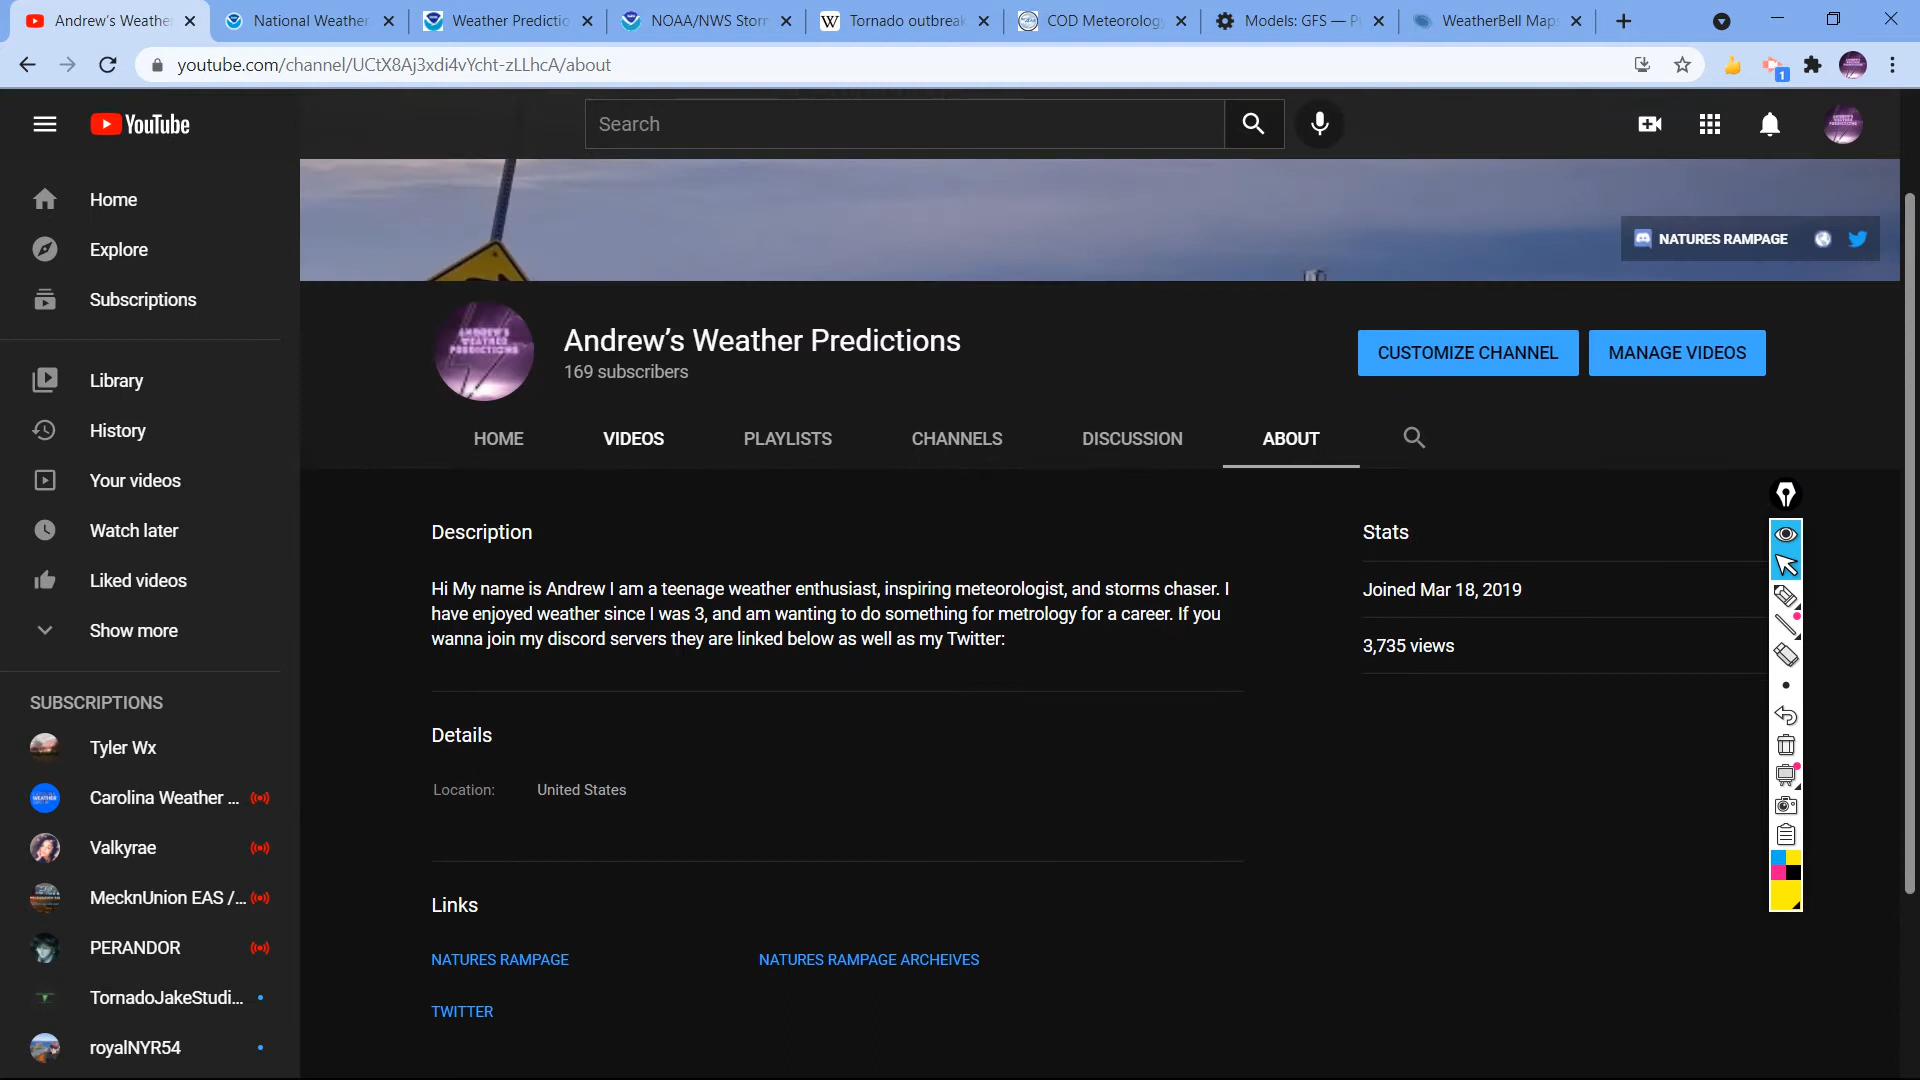 Andrew's Weathe
National Weather
Weather Predictio
NOAA/NWS Storm
Tornado outbreak
COD Meteorology
Models: GFS — P
WeatherBell Maps
youtube.com/channel/UCtX8Aj3xdi4vYcht-zLLhcA/about
1
YouTube
Search
Home
Explore
Subscriptions
Library
History
Your videos
Watch later
Liked videos
Show more
SUBSCRIPTIONS
Tyler Wx
Carolina Weather ...
Valkyrae
MecknUnion EAS /...
PERANDOR
TornadoJakeStudi...
royalNYR54
NATURES RAMPAGE
ANDREW'S
WEATHER
PREDICTIONS
Andrew’s Weather Predictions
169 subscribers
CUSTOMIZE CHANNEL
MANAGE VIDEOS
HOME
VIDEOS
PLAYLISTS
CHANNELS
DISCUSSION
ABOUT
Description
Hi My name is Andrew I am a teenage weather enthusiast, inspiring meteorologist, and storms chaser. I
have enjoyed weather since I was 3, and am wanting to do something for metrology for a career. If you
wanna join my discord servers they are linked below as well as my Twitter:
Details
Location: United States
Links
NATURES RAMPAGE
NATURES RAMPAGE ARCHEIVES
TWITTER
Stats
Joined Mar 18, 2019
3,735 views